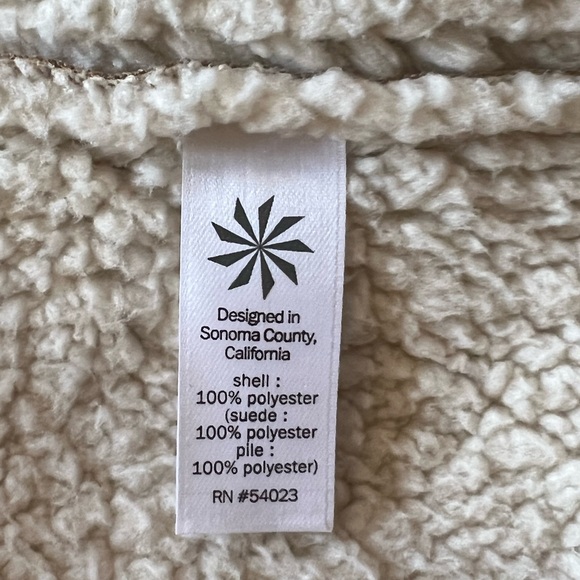 Designed in
Sonoma County,
California
shell :
100% polyester
(suede :
100% polyester
pile :
100% polyester)
RN #54023